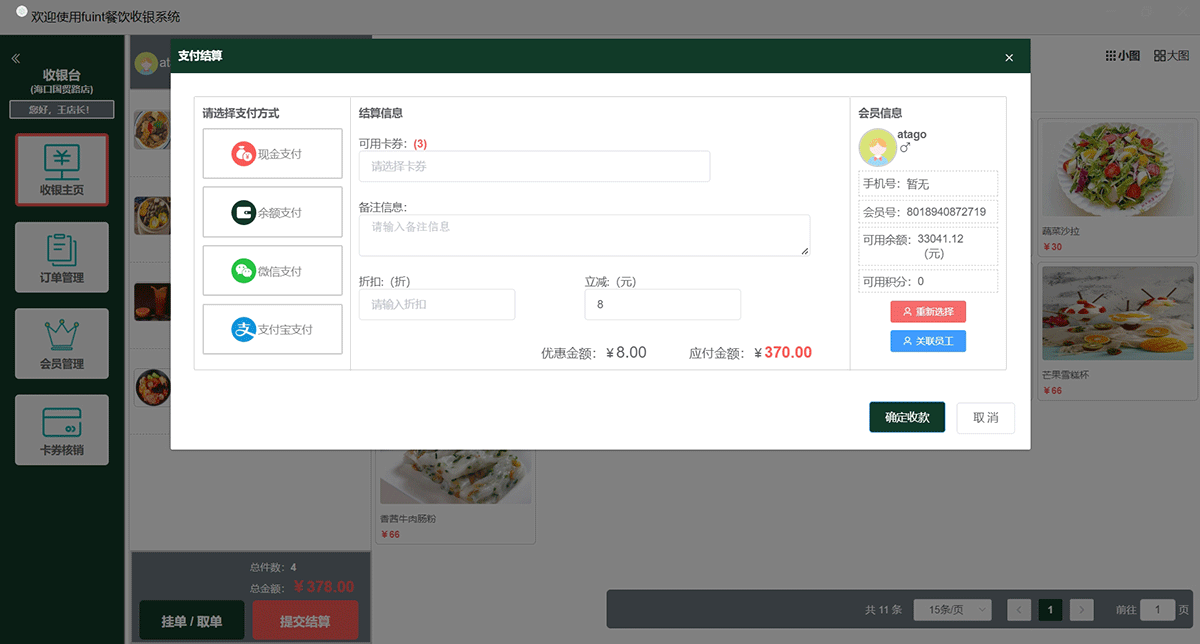 欢迎使用fuint餐饮收银系统
收银台
(海口国贸路店)
您好，王店长!
收银主页
订单管理
会员管理
卡券核销
支付结算
请选择支付方式
现金支付
余额支付
微信支付
支付宝支付
结算信息
可用卡券: (3)
请选择卡券
备注信息:
请输入备注信息
折扣: (折)
请输入折扣
立减: (元)
8
优惠金额: ¥8.00
应付金额: ¥370.00
会员信息
atago
手机号: 暂无
会员号: 8018940872719
可用余额: 33041.12
(元)
可用积分: 0
重新选择
关联员工
确定收款
取消
小图
大图
蔬菜沙拉
¥30
芒果雪糕杯
¥66
香茜牛肉肠粉
¥66
总件数: 4
总金额: ¥378.00
挂单 / 取单
提交结算
共 11 条
15条/页
1
前往 1 页